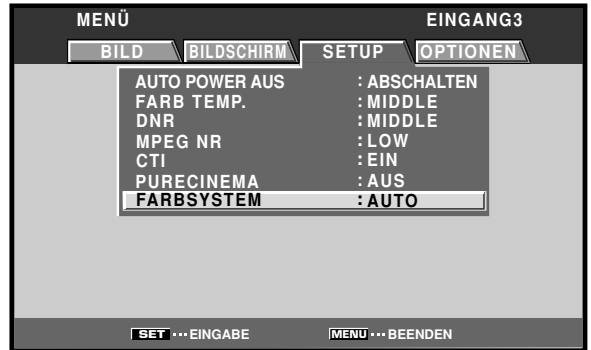 MENÜ EINGANG3
BILD BILDSCHIRM SETUP OPTIONEN
AUTO POWER AUS : ABSCHALTEN
FARB TEMP. : MIDDLE
DNR : MIDDLE
MPEG NR : LOW
CTI : EIN
PURECINEMA : AUS
FARBSYSTEM : AUTO
SET ··· EINGABE MENU ··· BEENDEN